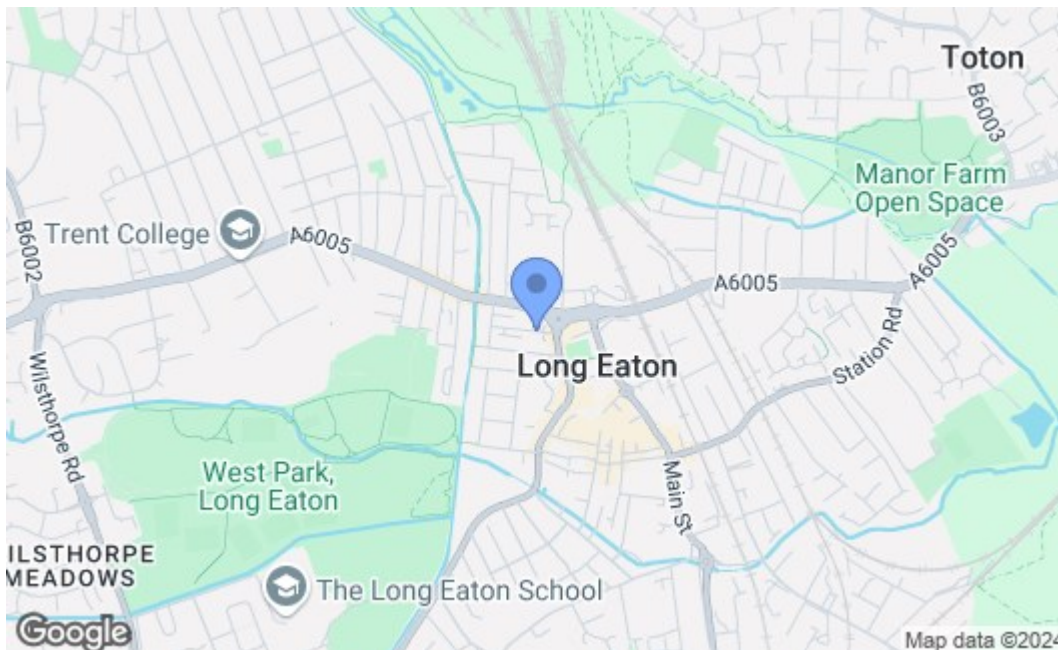 Toton
B6003
Manor Farm
Open Space
B6002
Trent College
A6005
A6005
A6005
Long Eaton
Station Rd
Wilsthorpe Rd
West Park,
Long Eaton
Main St
ILSTHORPE
MEADOWS
The Long Eaton School
Google
Map data ©2024